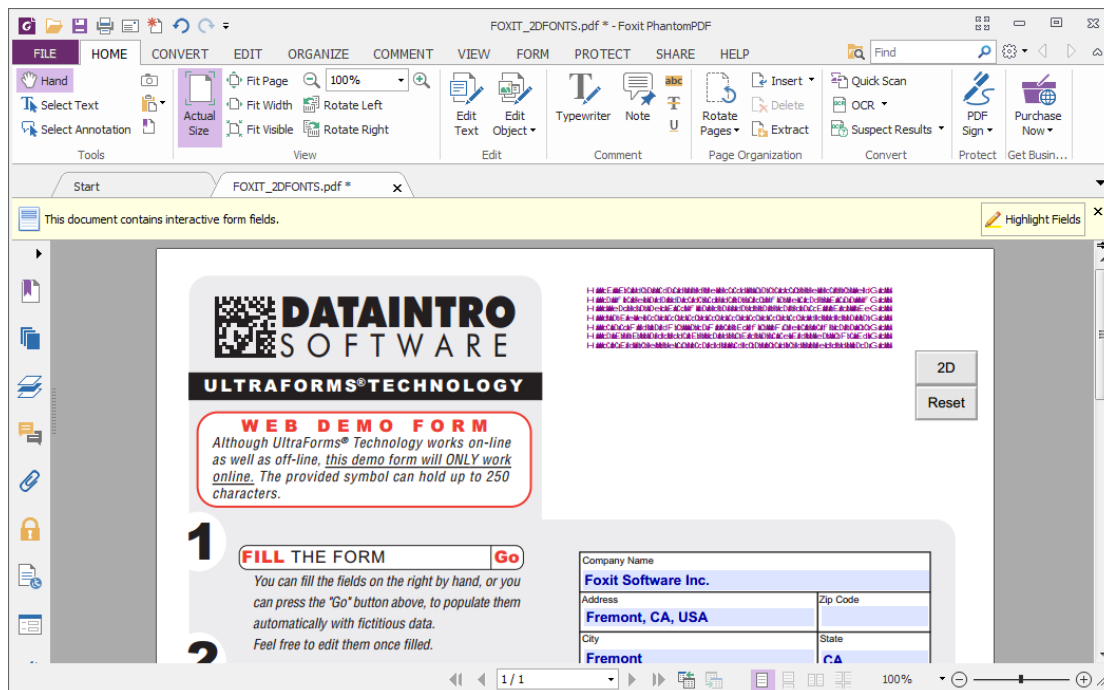 FOXIT_2DFONTS.pdf * - Foxit PhantomPDF
FILE HOME CONVERT EDIT ORGANIZE COMMENT VIEW FORM PROTECT SHARE HELP Find
Hand
Select Text
Select Annotation
Tools
Actual Size
Fit Page
Fit Width
Fit Visible
100%
Rotate Left
Rotate Right
View
Edit Text
Edit Object
Edit
Typewriter
Note
abc
T
U
Comment
Rotate Pages
Insert
Delete
Extract
Page Organization
Quick Scan
OCR
Suspect Results
Convert
PDF Sign
Protect
Purchase Now
Get Busin...
Start FOXIT_2DFONTS.pdf * x
This document contains interactive form fields. Highlight Fields
DATAINTRO
SOFTWARE
ULTRAFORMS®TECHNOLOGY
WEB DEMO FORM
Although UltraForms® Technology works on-line
as well as off-line, this demo form will ONLY work
online. The provided symbol can hold up to 250
characters.
2D
Reset
1
FILL THE FORM Go
You can fill the fields on the right by hand, or you
can press the "Go" button above, to populate them
automatically with fictitious data.
Feel free to edit them once filled.
2
Company Name
Foxit Software Inc.
Address Zip Code
Fremont, CA, USA
City State
Fremont CA
1 / 1 100%